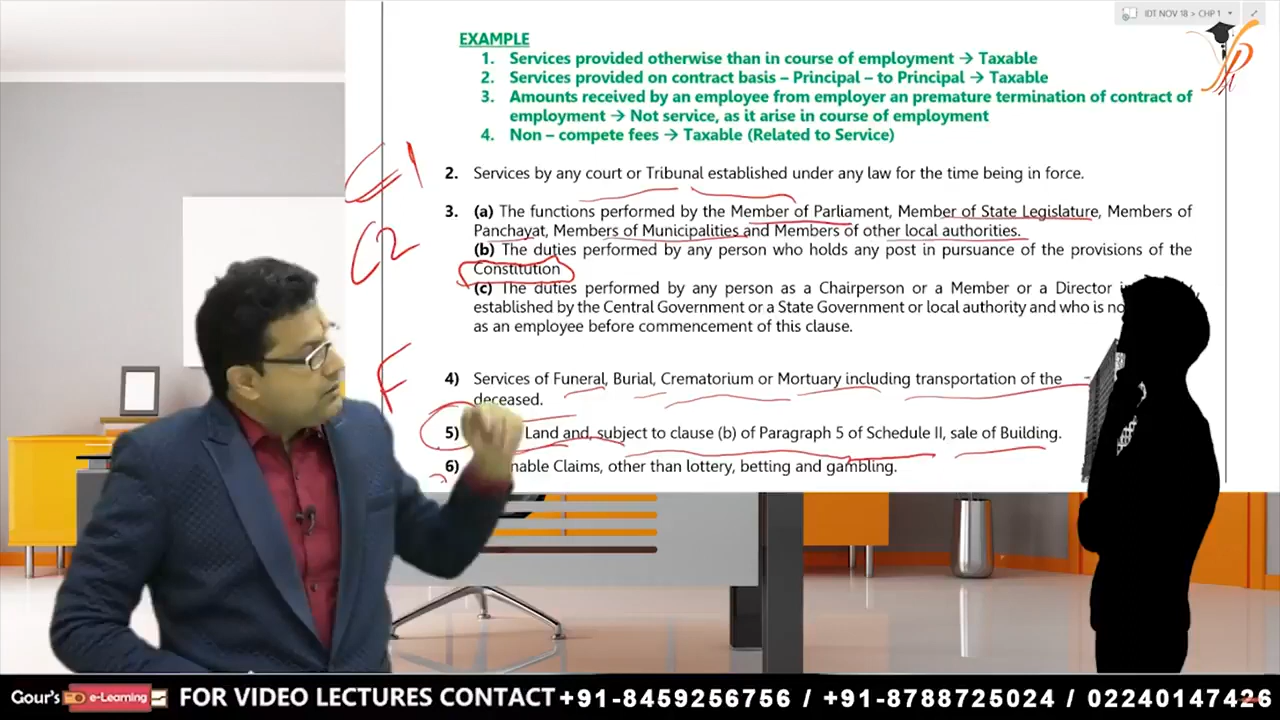 IDT NOV 18 > CHP 1
EXAMPLE
1. Services provided otherwise than in course of employment → Taxable
2. Services provided on contract basis – Principal – to Principal → Taxable
3. Amounts received by an employee from employer an premature termination of contract of
employment → Not service, as it arise in course of employment
4. Non – compete fees → Taxable (Related to Service)
C1
2. Services by any court or Tribunal established under any law for the time being in force.
3. (a) The functions performed by the Member of Parliament, Member of State Legislature, Members of
Panchayat, Members of Municipalities and Members of other local authorities.
C2
(b) The duties performed by any person who holds any post in pursuance of the provisions of the
Constitution
(c) The duties performed by any person as a Chairperson or a Member or a Director
established by the Central Government or a State Government or local authority and who is
as an employee before commencement of this clause.
F
4) Services of Funeral, Burial, Crematorium or Mortuary including transportation of the
deceased.
5) Land and, subject to clause (b) of Paragraph 5 of Schedule II, sale of Building.
6) Claims, other than lottery, betting and gambling.
Gour's e-Learning FOR VIDEO LECTURES CONTACT +91-8459256756 / +91-8788725024 / 02240147426